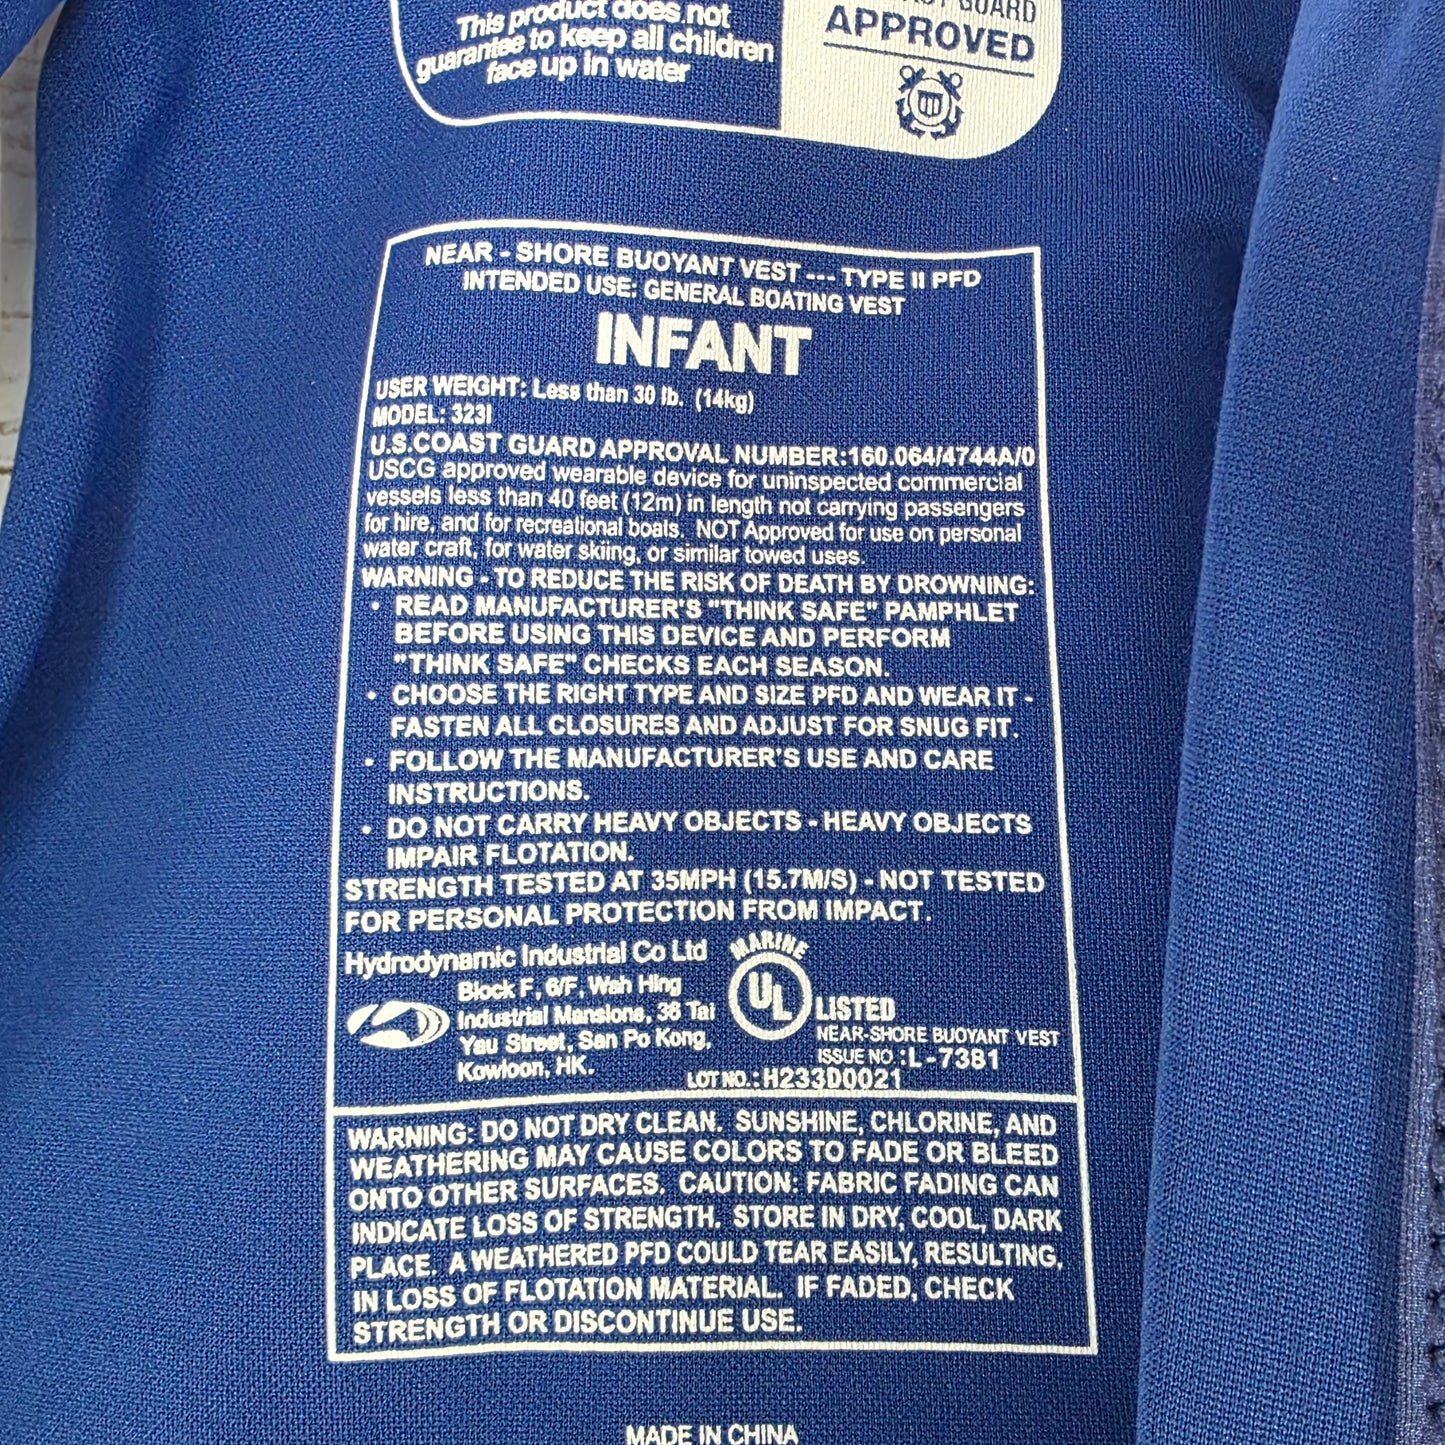 This product does not
guarantee to keep all children
face up in water
GUARD
APPROVED
NEAR - SHORE BUOYANT VEST --- TYPE II PFD
INTENDED USE: GENERAL BOATING VEST
INFANT
USER WEIGHT: Less than 30 lb. (14kg)
MODEL: 323I
U.S.COAST GUARD APPROVAL NUMBER:160.064/4744A/0
USCG approved wearable device for uninspected commercial
vessels less than 40 feet (12m) in length not carrying passengers
for hire, and for recreational boats. NOT Approved for use on personal
water craft, for water skiing, or similar towed uses.
WARNING - TO REDUCE THE RISK OF DEATH BY DROWNING:
• READ MANUFACTURER'S "THINK SAFE" PAMPHLET
BEFORE USING THIS DEVICE AND PERFORM
"THINK SAFE" CHECKS EACH SEASON.
• CHOOSE THE RIGHT TYPE AND SIZE PFD AND WEAR IT -
FASTEN ALL CLOSURES AND ADJUST FOR SNUG FIT.
• FOLLOW THE MANUFACTURER'S USE AND CARE
INSTRUCTIONS.
• DO NOT CARRY HEAVY OBJECTS - HEAVY OBJECTS
IMPAIR FLOTATION.
STRENGTH TESTED AT 35MPH (15.7M/S) - NOT TESTED
FOR PERSONAL PROTECTION FROM IMPACT.
Hydrodynamic Industrial Co Ltd
Block F, 6/F, Wah Hing
Industrial Mansions, 36 Tai
Yau Street, San Po Kong,
Kowloon, HK.
MARINE
UL
LISTED
NEAR-SHORE BUOYANT VEST
ISSUE NO.:L-7381
LOT NO.:H233D0021
WARNING: DO NOT DRY CLEAN. SUNSHINE, CHLORINE, AND
WEATHERING MAY CAUSE COLORS TO FADE OR BLEED
ONTO OTHER SURFACES. CAUTION: FABRIC FADING CAN
INDICATE LOSS OF STRENGTH. STORE IN DRY, COOL, DARK
PLACE. A WEATHERED PFD COULD TEAR EASILY, RESULTING,
IN LOSS OF FLOTATION MATERIAL. IF FADED, CHECK
STRENGTH OR DISCONTINUE USE.
MADE IN CHINA